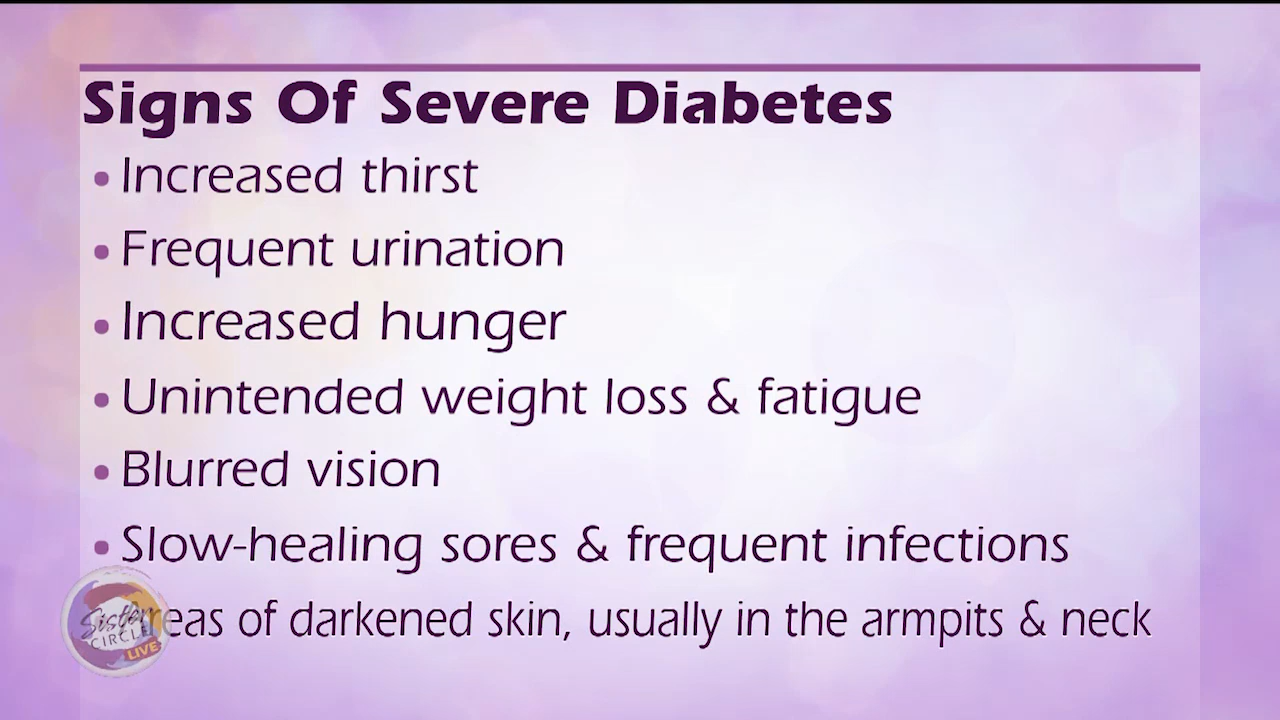 Signs Of Severe Diabetes
• Increased thirst
• Frequent urination
• Increased hunger
• Unintended weight loss & fatigue
• Blurred vision
• Slow-healing sores & frequent infections
of darkened skin, usually in the armpits & neck
Sister
CIRCLE
LIVE